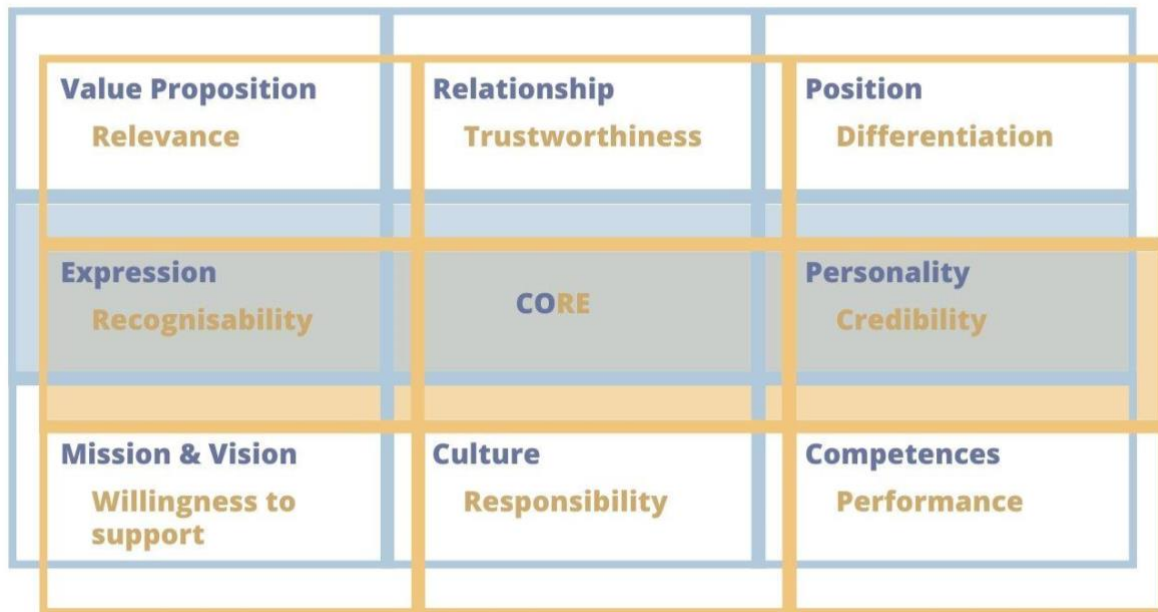 Value Proposition
Relevance
Relationship
Trustworthiness
Position
Differentiation
Expression
Recognisability
CORE
Personality
Credibility
Mission & Vision
Willingness to
support
Culture
Responsibility
Competences
Performance